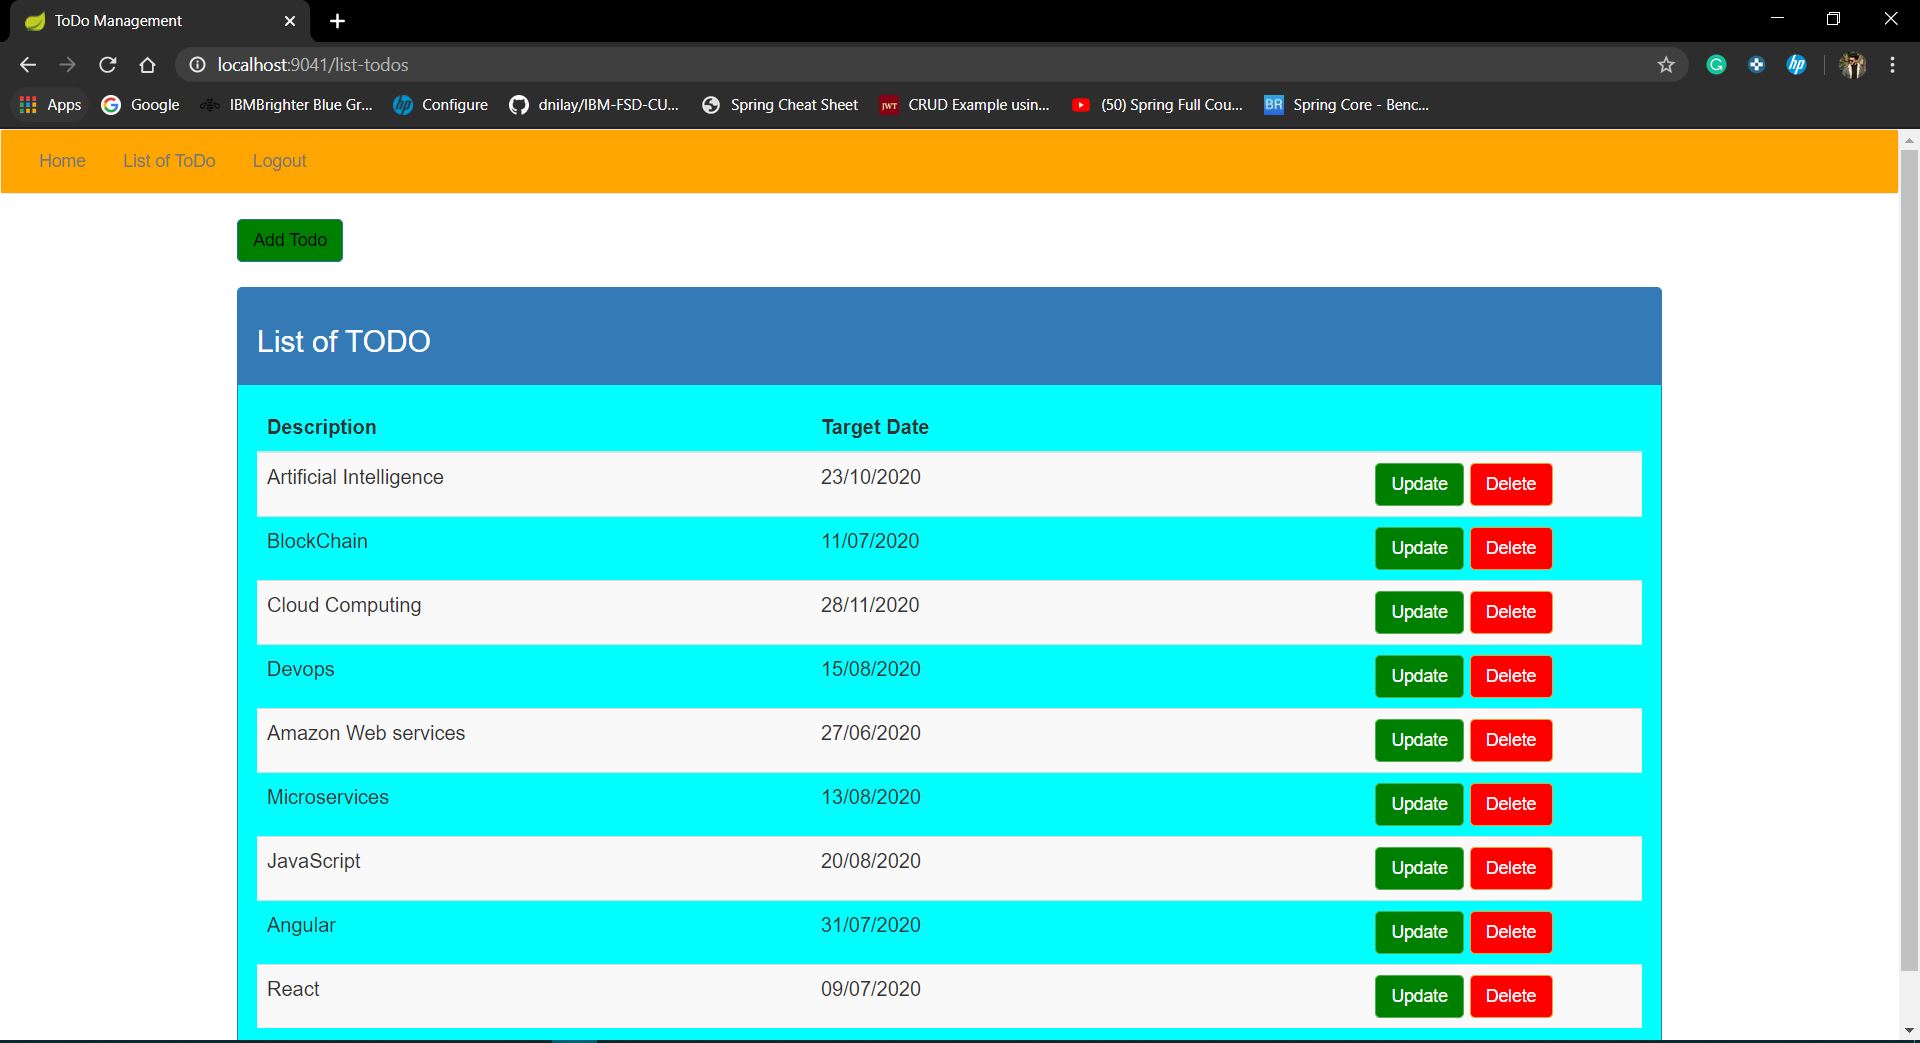 ToDo Management
localhost:9041/list-todos
Apps Google IBMBrighter Blue Gr... Configure dnilay/IBM-FSD-CU... Spring Cheat Sheet JWT CRUD Example usin... (50) Spring Full Cou... BR Spring Core - Benc...
Home List of ToDo Logout
Add Todo
List of TODO
Description Target Date
Artificial Intelligence 23/10/2020 Update Delete
BlockChain 11/07/2020 Update Delete
Cloud Computing 28/11/2020 Update Delete
Devops 15/08/2020 Update Delete
Amazon Web services 27/06/2020 Update Delete
Microservices 13/08/2020 Update Delete
JavaScript 20/08/2020 Update Delete
Angular 31/07/2020 Update Delete
React 09/07/2020 Update Delete